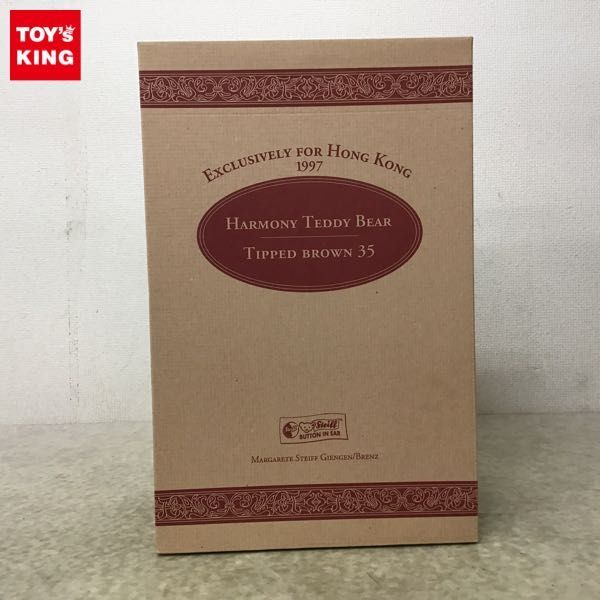 TOY'S
KING
EXCLUSIVELY FOR HONG KONG
1997
HARMONY TEDDY BEAR
TIPPED BROWN 35
Steiff
BUTTON IN EAR
MARGARETE STEIFF GIENGEN/BRENZ